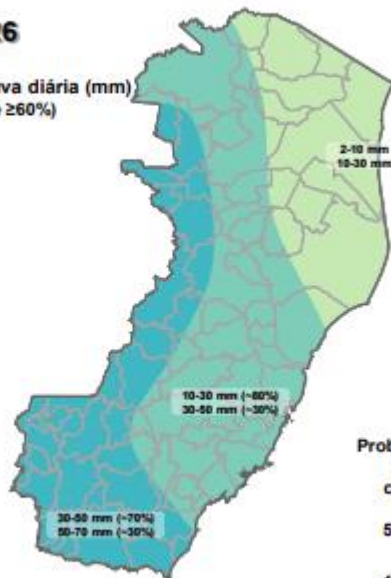 26
uva diária (mm)
≥60%)
2-10 mm
10-30 mm
10-30 mm (~60%)
30-50 mm (~30%)
Prob
c
5
30-50 mm (~70%)
50-70 mm (~30%)